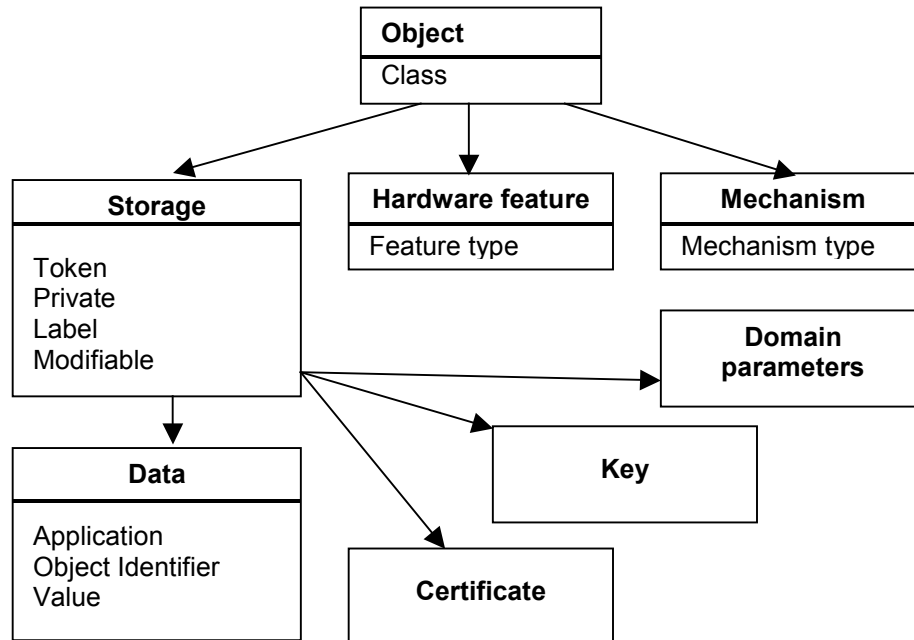 Object
Class
Storage
Token
Private
Label
Modifiable
Hardware feature
Feature type
Mechanism
Mechanism type
Domain
parameters
Key
Data
Application
Object Identifier
Value
Certificate